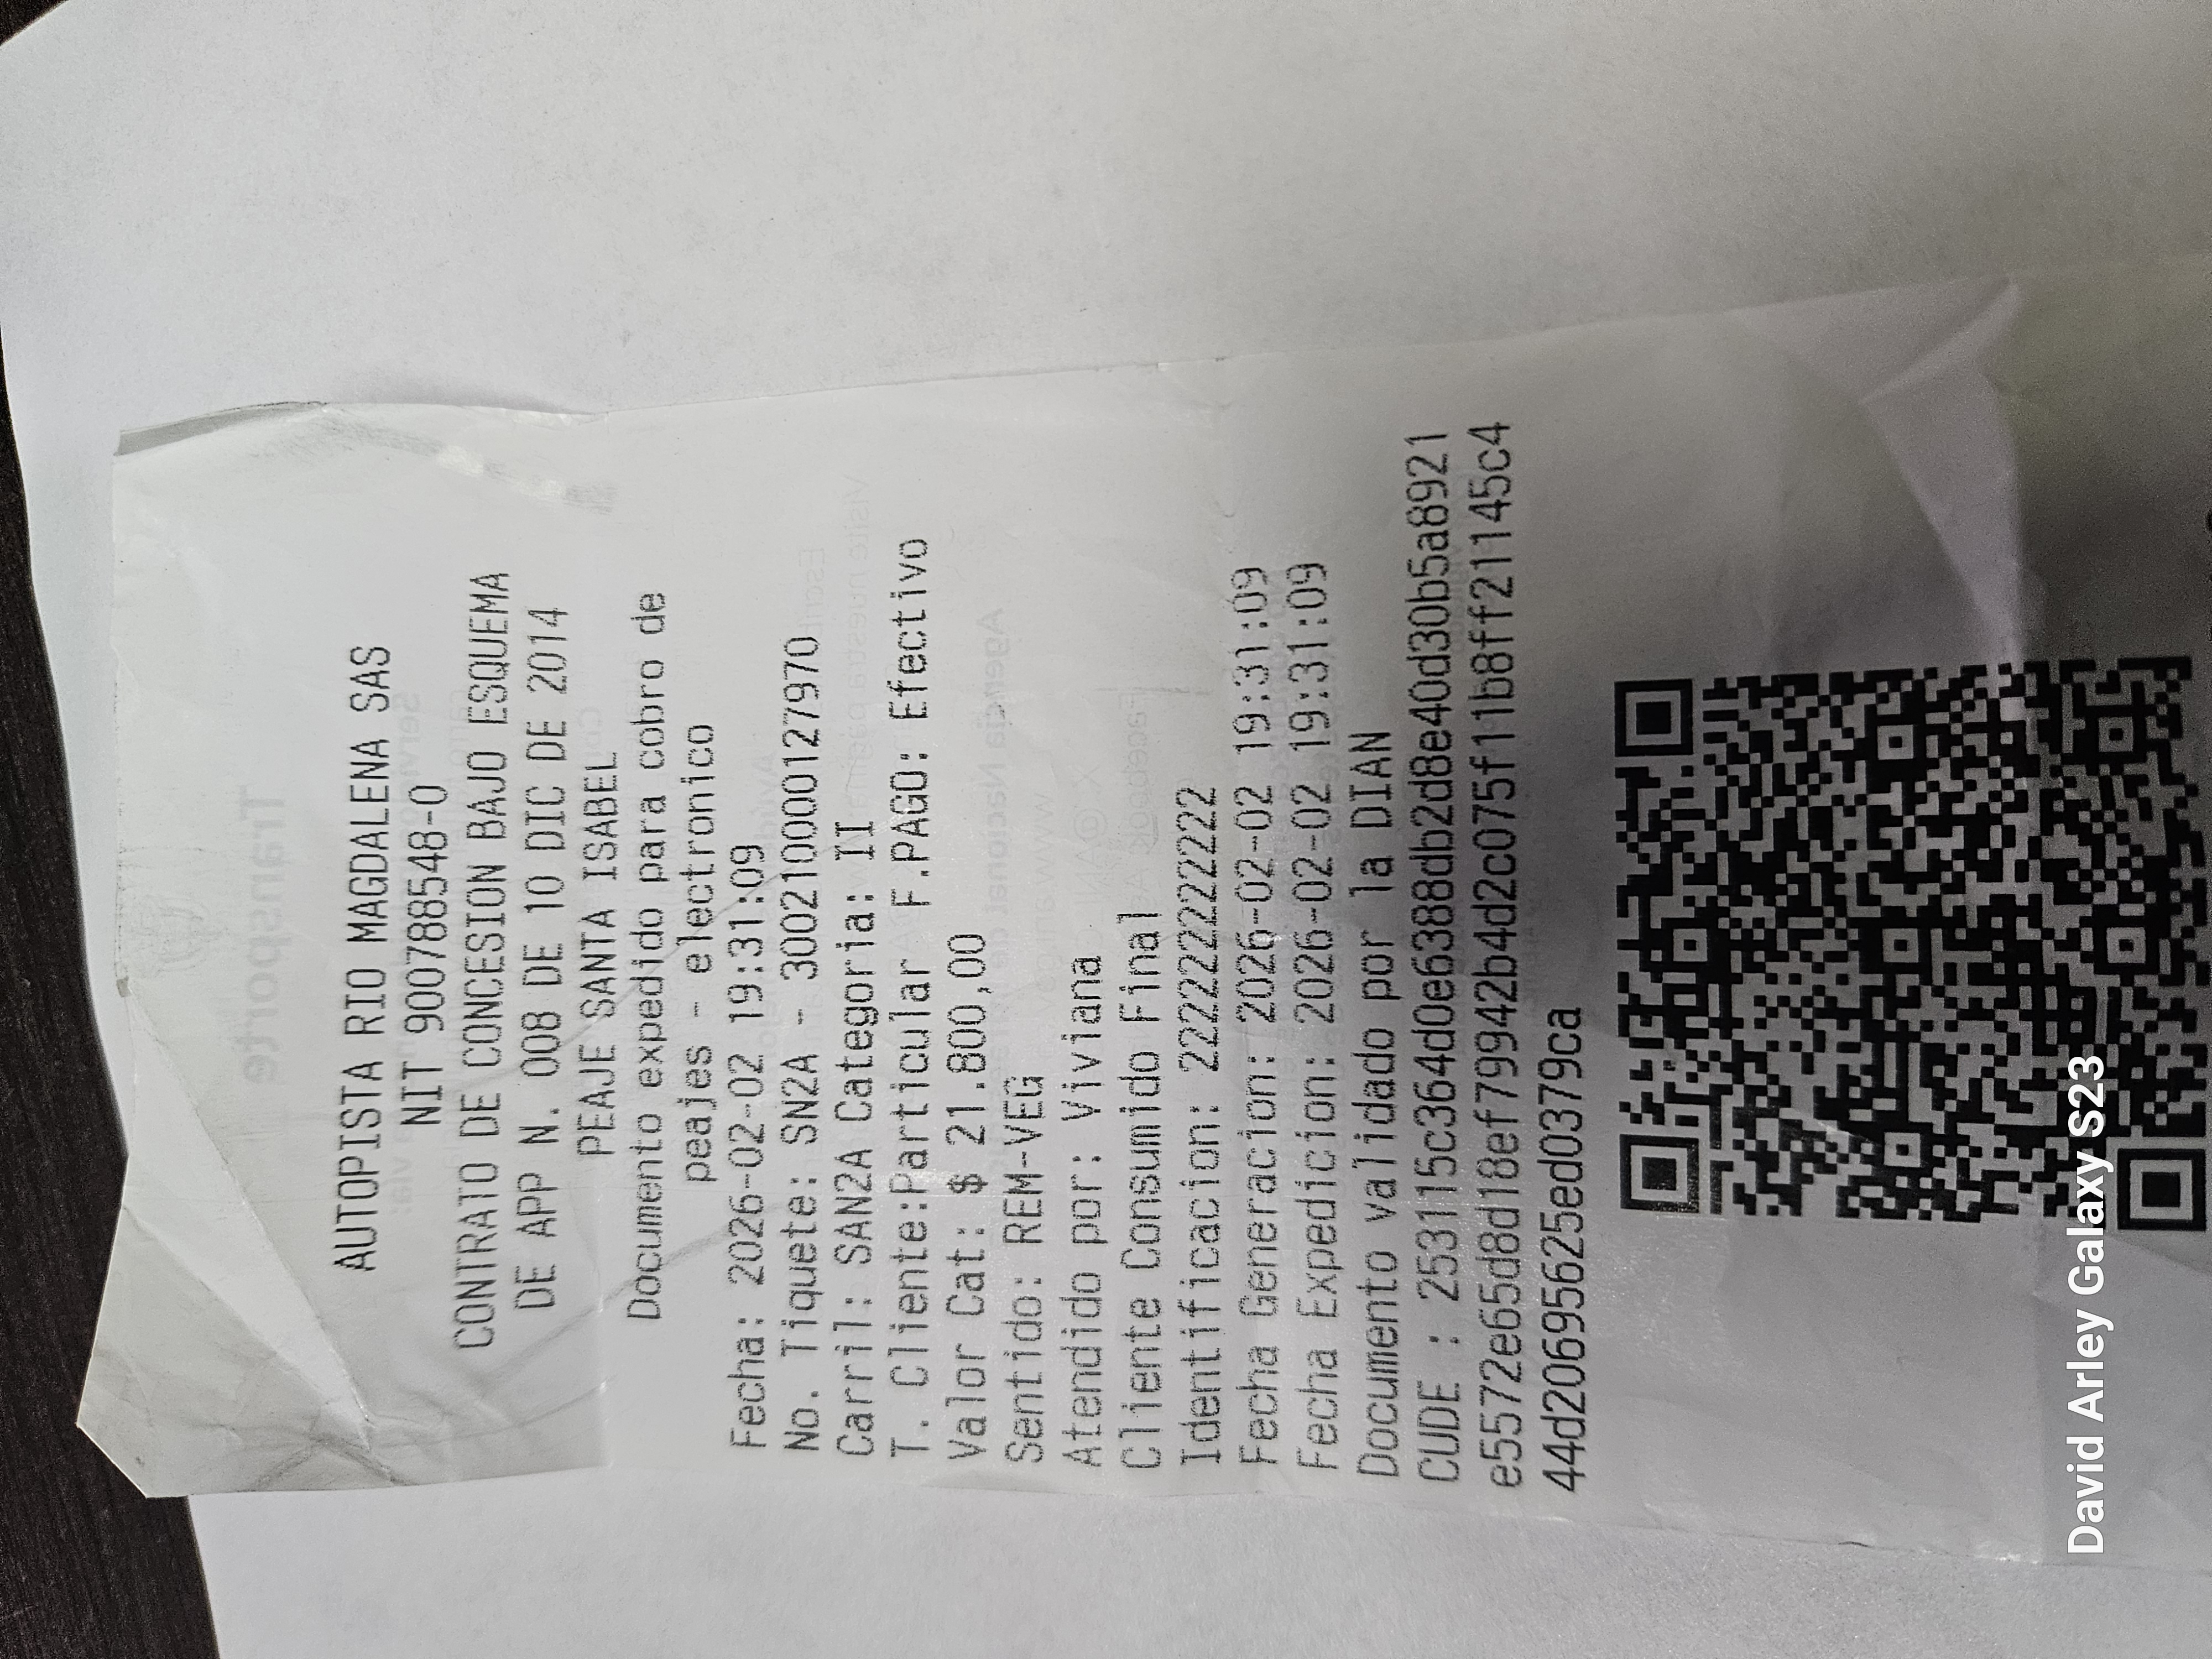 AUTOPISTA RIO MAGDALENA SAS
NIT 900788548-0
CONTRATO DE CONCESION BAJO ESQUEMA
DE APP N. 008 DE 10 DIC DE 2014
PEAJE SANTA ISABEL
Documento expedido para cobro de
peajes - electronico
Fecha: 2026-02-02 19:31:09
No. Tiquete: SN2A - 3002100000127970
Carril: SAN2A Categoria: II
T. Cliente:Particular F.PAGO: Efectivo
Valor Cat: $ 21.800,00
Sentido: REM-VEG
Atendido por: Viviana
Cliente Consumido Final
Identificacion: 222222222222
Fecha Generacion: 2026-02-02 19:31:09
Fecha Expedicion: 2026-02-02 19:31:09
Documento validado por la DIAN
CUDE : 253115c364d0e6388db2d8e40d30b5a8921
e5572e65d8d18ef79942b4d2c075f11b8ff21145c4
44d20695625ed0379ca
Transporte
David Arley Galaxy S23